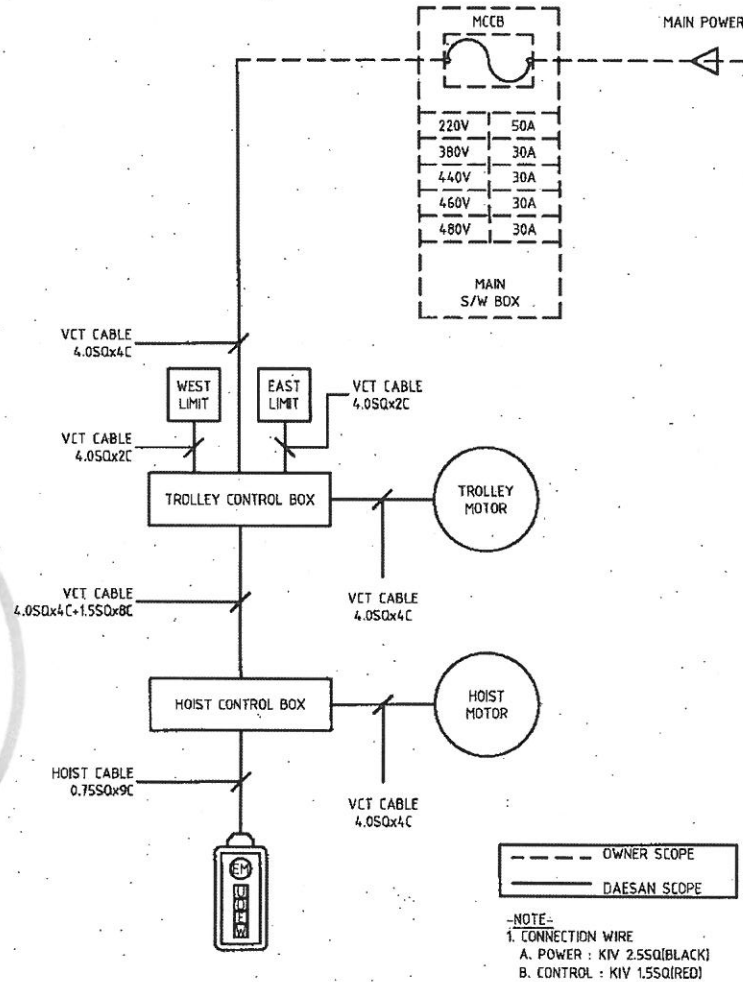 MCCB
MAIN POWER
220V 50A
380V 30A
440V 30A
460V 30A
480V 30A
MAIN
S/W BOX
VCT CABLE
4.0SQx4C
WEST
LIMIT
EAST
LIMIT
VCT CABLE
4.0SQx2C
VCT CABLE
4.0SQx2C
TROLLEY CONTROL BOX
TROLLEY
MOTOR
VCT CABLE
4.0SQx4C+1.5SQx8C
VCT CABLE
4.0SQx4C
HOIST CONTROL BOX
HOIST
MOTOR
HOIST CABLE
0.75SQx9C
VCT CABLE
4.0SQx4C
EM
U
D
E
W
OWNER SCOPE
DAESAN SCOPE
-NOTE-
1. CONNECTION WIRE
A. POWER : KIV 2.5SQ(BLACK)
B. CONTROL : KIV 1.5SQ(RED)